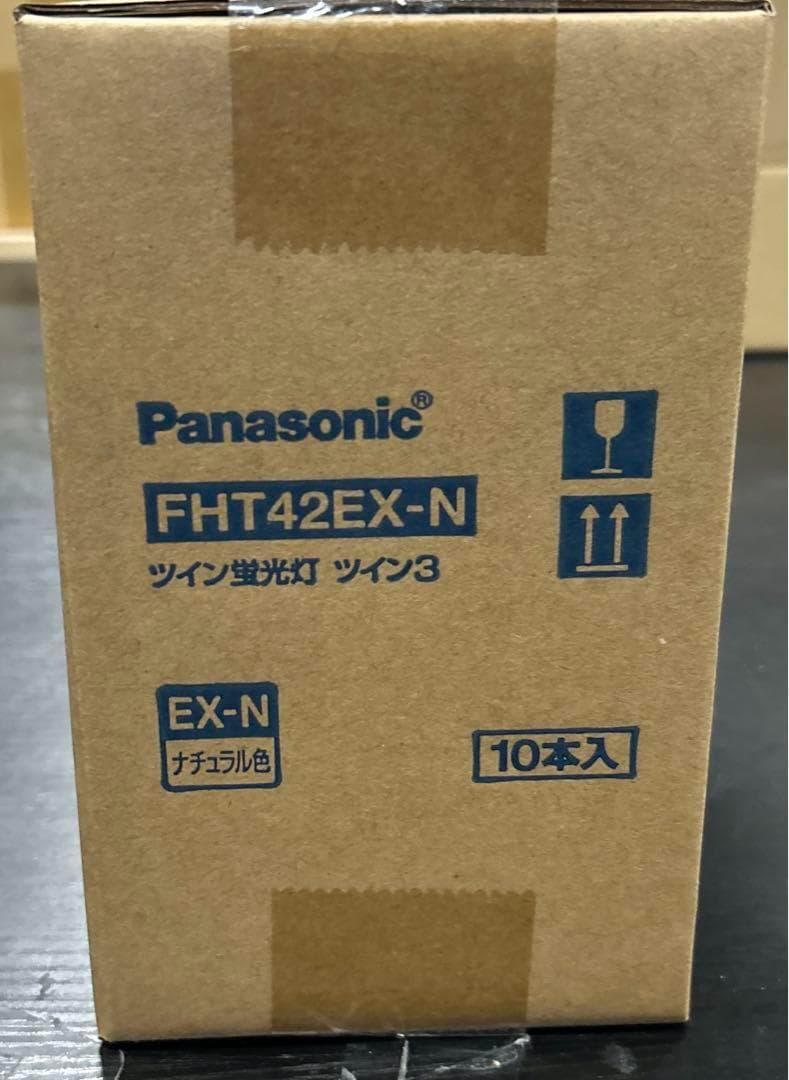 Panasonic®
FHT42EX-N
ツイン蛍光灯 ツイン3
EX-N
ナチュラル色
10本入